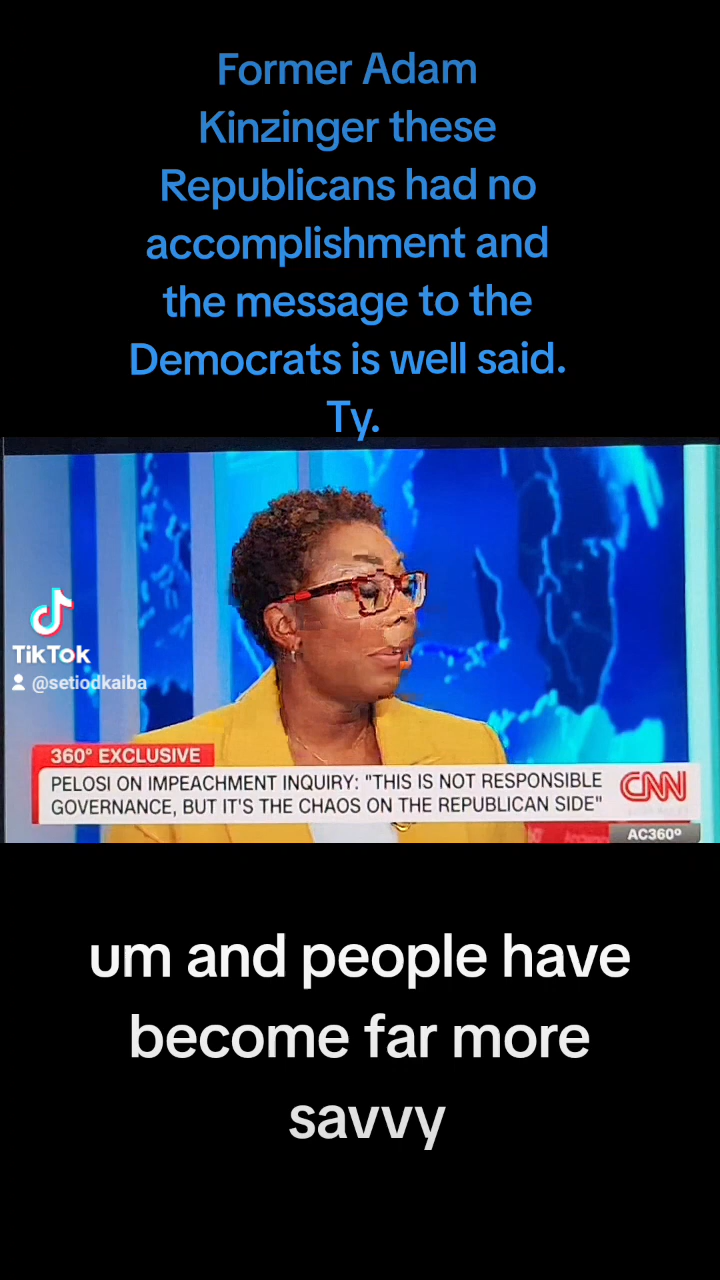 Former Adam
Kinzinger these
Republicans had no
accomplishment and
the message to the
Democrats is well said.
Ty.
TikTok
@setiodkaiba
360° EXCLUSIVE
PELOSI ON IMPEACHMENT INQUIRY: "THIS IS NOT RESPONSIBLE
GOVERNANCE, BUT IT'S THE CHAOS ON THE REPUBLICAN SIDE"
CNN
AC360°
um and people have
become far more
savvy